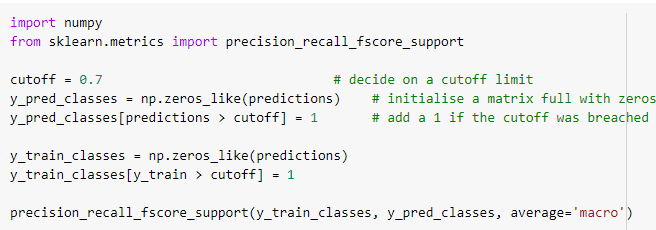 import numpy
from sklearn.metrics import precision_recall_fscore_support
cutoff = 0.7 # decide on a cutoff limit
y_pred_classes = np.zeros_like(predictions) # initialise a matrix full with zeros
y_pred_classes[predictions > cutoff] = 1 # add a 1 if the cutoff was breached
y_train_classes = np.zeros_like(predictions)
y_train_classes[y_train > cutoff] = 1
precision_recall_fscore_support(y_train_classes, y_pred_classes, average='macro')